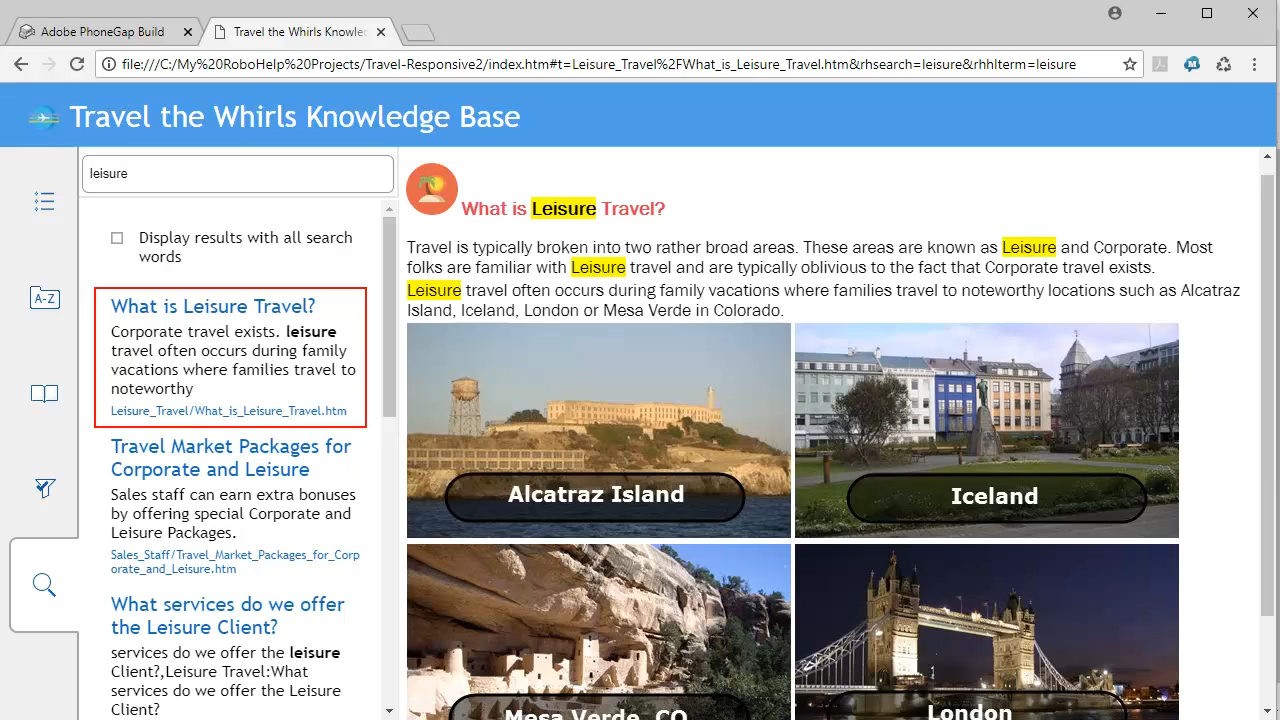 Adobe PhoneGap Build
Travel the Whirls Knowle
file:///C:/My%20RoboHelp%20Projects/Travel-Responsive2/index.htm#t=Leisure_Travel%2FWhat_is_Leisure_Travel.htm&rhsearch=leisure&rhhlterm=leisure
Travel the Whirls Knowledge Base
leisure
Display results with all search
words
What is Leisure Travel?
Corporate travel exists. leisure
travel often occurs during family
vacations where families travel to
noteworthy
Leisure_Travel/What_is_Leisure_Travel.htm
Travel Market Packages for
Corporate and Leisure
Sales staff can earn extra bonuses
by offering special Corporate and
Leisure Packages.
Sales_Staff/Travel_Market_Packages_for_Corp
orate_and_Leisure.htm
What services do we offer
the Leisure Client?
services do we offer the leisure
Client?,Leisure Travel:What
services do we offer the Leisure
Client?
A-Z
What is Leisure Travel?
Travel is typically broken into two rather broad areas. These areas are known as Leisure and Corporate. Most
folks are familiar with Leisure travel and are typically oblivious to the fact that Corporate travel exists.
Leisure travel often occurs during family vacations where families travel to noteworthy locations such as Alcatraz
Island, Iceland, London or Mesa Verde in Colorado.
Alcatraz Island
Iceland
Mesa Verde, CO
London